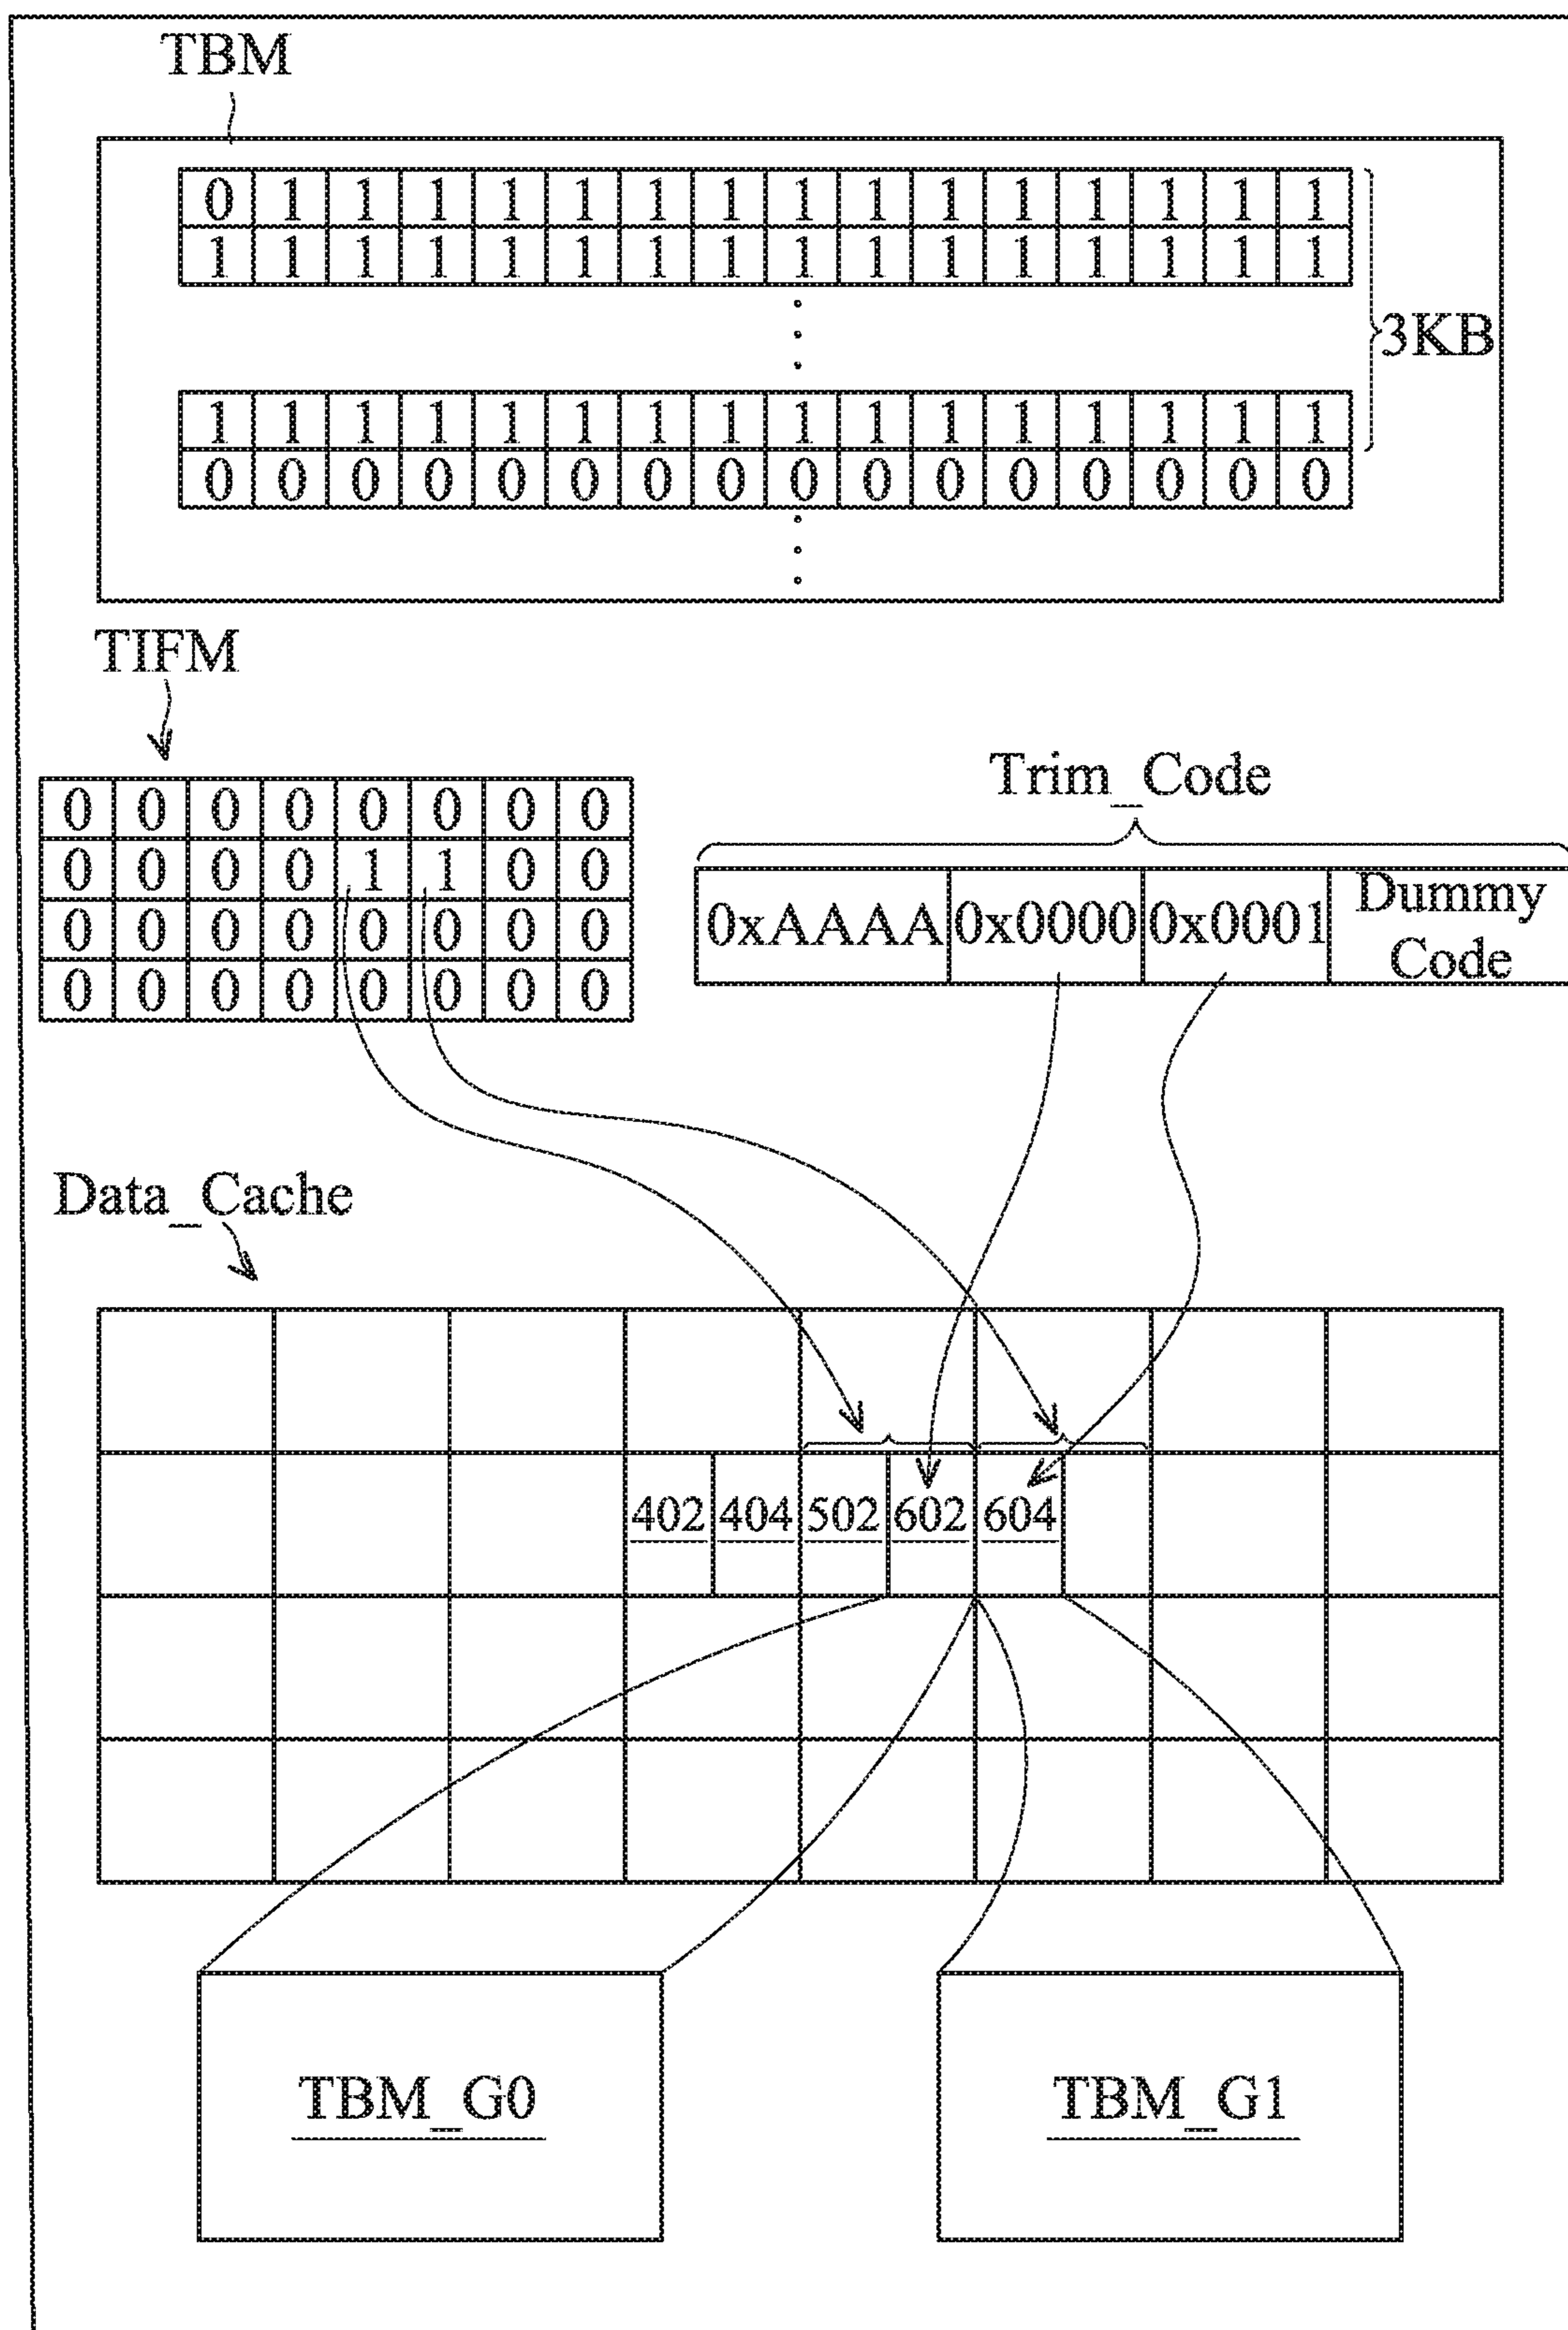 TBM
0 1 1 1 1 1 1 1 1 1 1 1 1 1 1 1
1 1 1 1 1 1 1 1 1 1 1 1 1 1 1 1
3KB
1 1 1 1 1 1 1 1 1 1 1 1 1 1 1 1
0 0 0 0 0 0 0 0 0 0 0 0 0 0 0 0
TIFM
0 0 0 0 0 0 0 0
0 0 0 0 1 1 0 0
0 0 0 0 0 0 0 0
0 0 0 0 0 0 0 0
Trim_Code
0xAAAA 0x0000 0x0001 Dummy
Code
Data_Cache
402 404 502 602 604
TBM_G0 TBM_G1